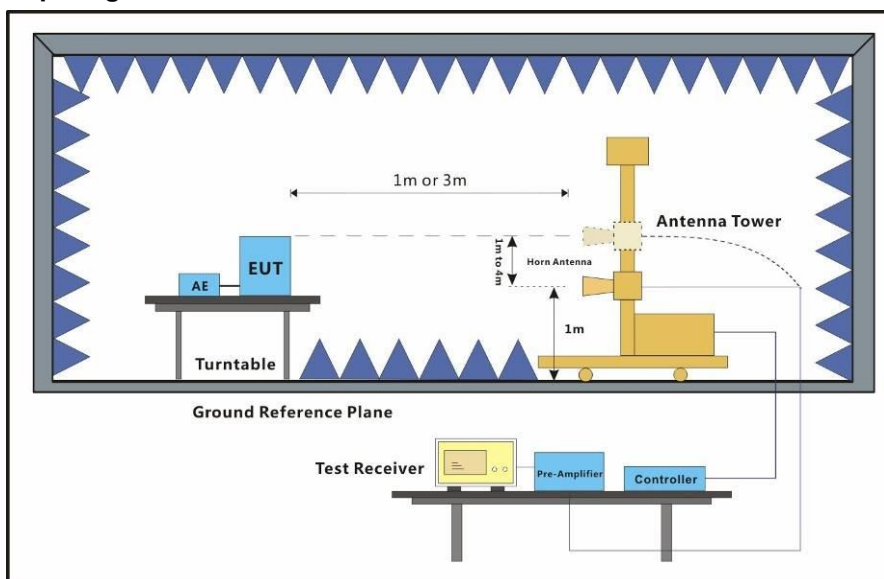 1m or 3m
Antenna Tower
1m to 4m
Horn Antenna
EUT
AE
1m
Turntable
Ground Reference Plane
Test Receiver
Pre-Amplifier
Controller